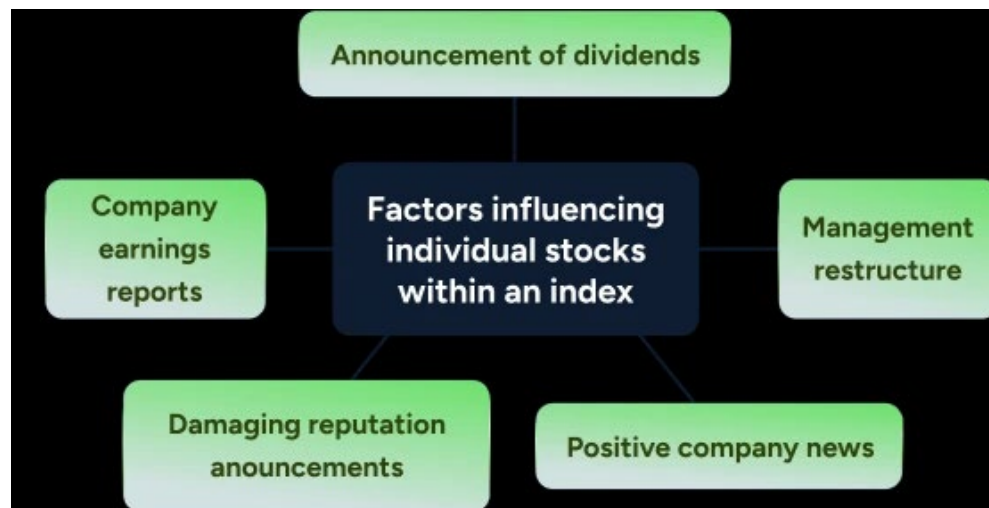 Announcement of dividends
Company
earnings
reports
Factors influencing
individual stocks
within an index
Management
restructure
Damaging reputation
anouncements
Positive company news